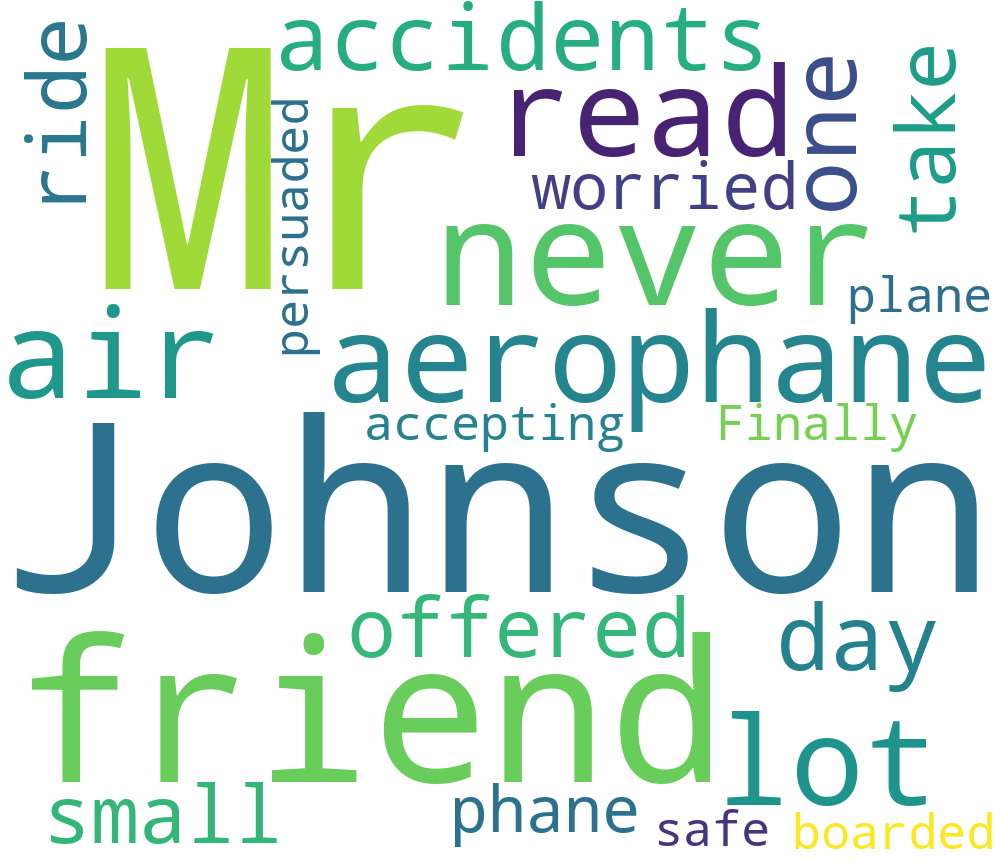 accidents
ride
Mr
read
one
take
persuaded
worried
never
plane
air
aerophane
accepting
Finally
Johnson
offered
day
friend
lot
small
phane
safe
boarded